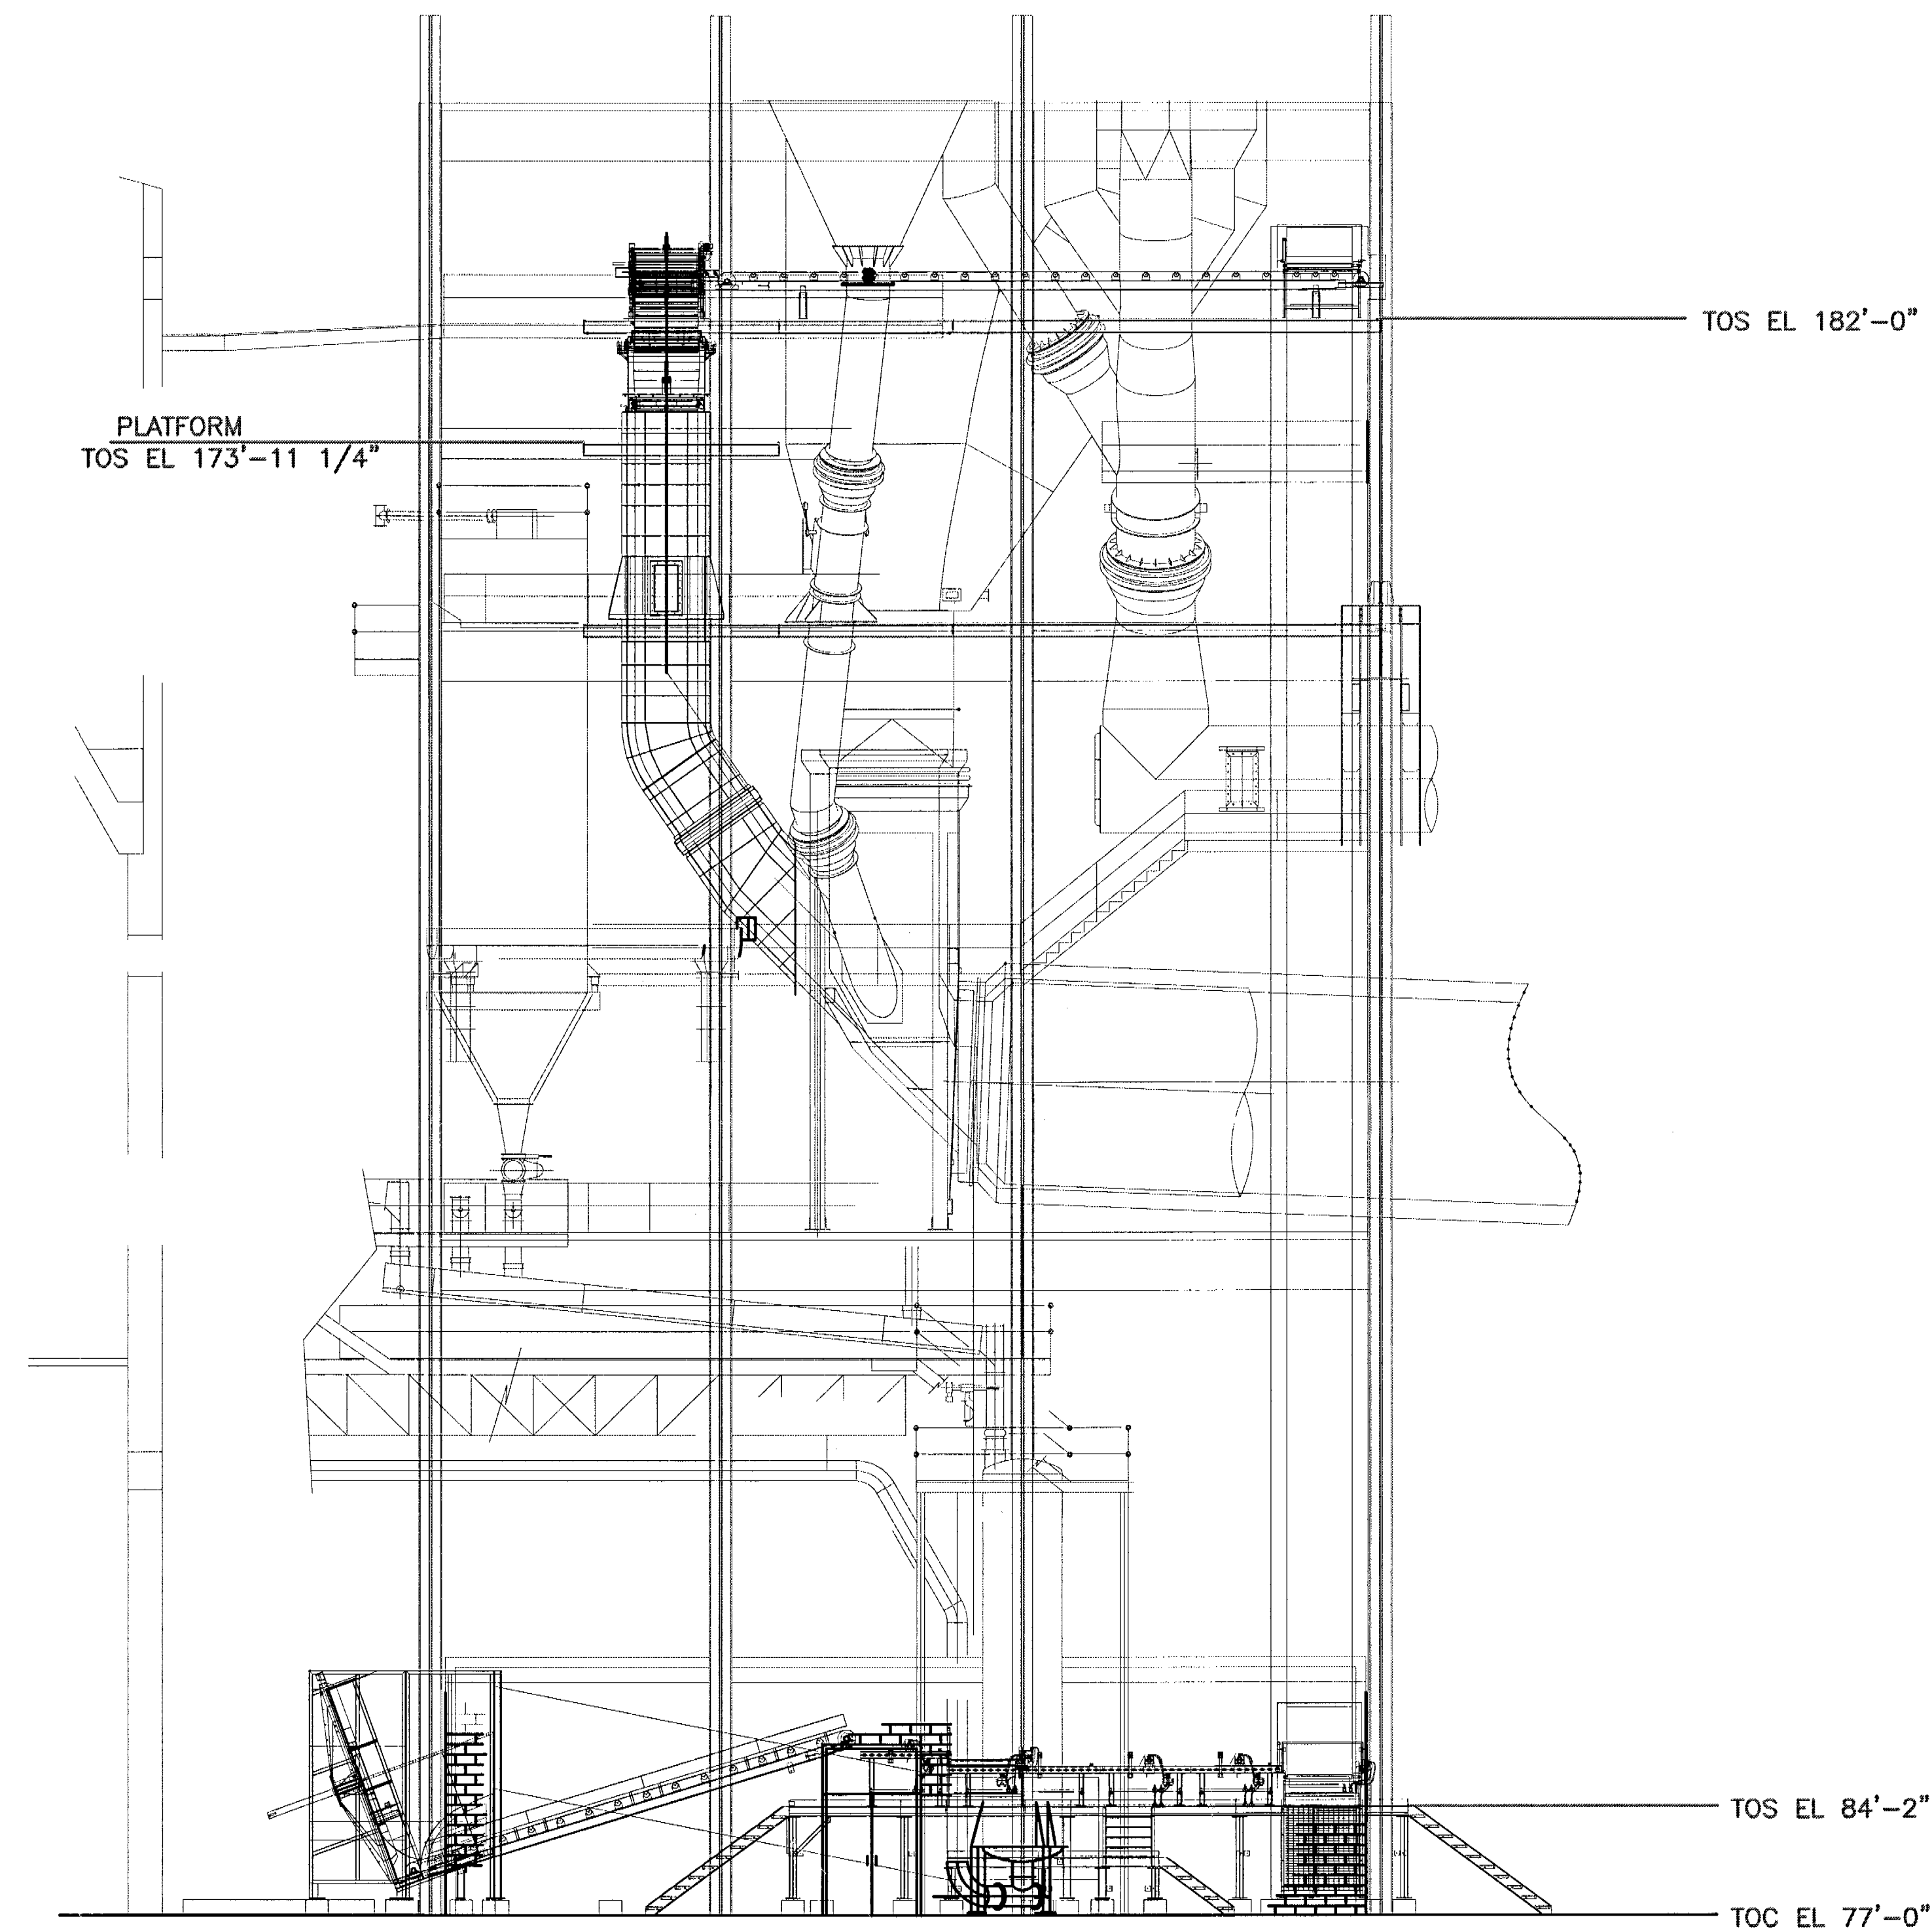 TOS EL 182'-0"
PLATFORM
TOS EL 173'-11 1/4"
TOS EL 84'-2"
TOC EL 77'-0"